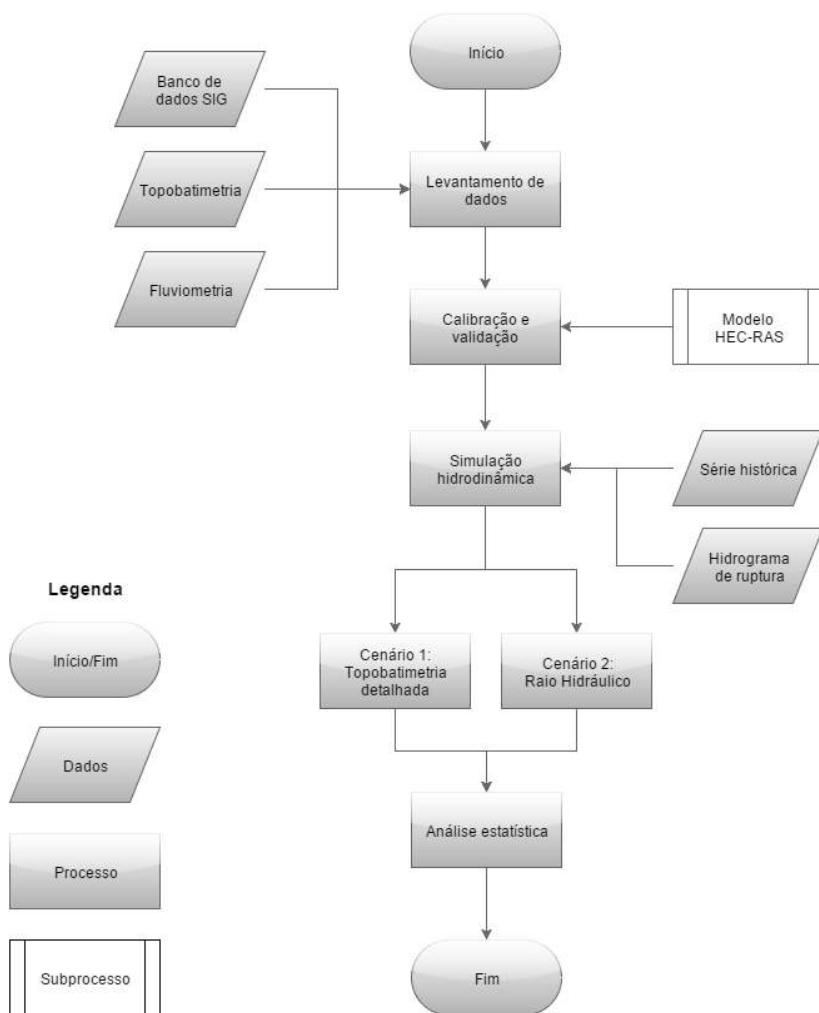 Início
Banco de
dados SIG
Topobatimetria
Levantamento de
dados
Fluviometria
Calibração e
validação
Modelo
HEC-RAS
Simulação
hidrodinâmica
Série histórica
Hidrograma
de ruptura
Cenário 1:
Topobatimetria
detalhada
Cenário 2:
Raio Hidráulico
Análise estatística
Fim
Legenda
Início/Fim
Dados
Processo
Subprocesso